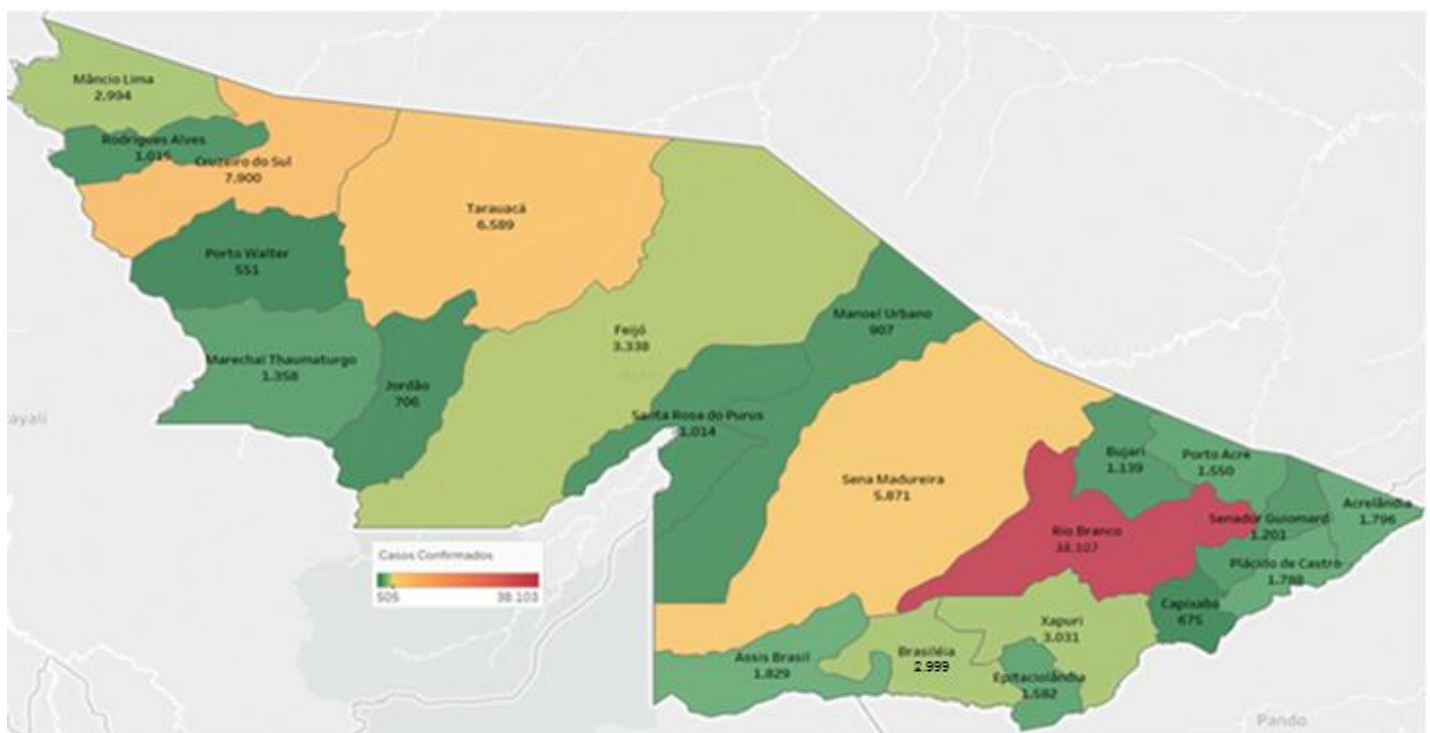 Mâncio Lima
2.994
Rodrigues Alves
1.015
Cruzeiro do Sul
7.900
Tarauacá
6.589
Porto Walter
551
Manoel Urbano
907
Feijó
3.338
Marechal Thaumaturgo
1.358
Jordão
706
Santa Rosa do Purus
1.014
ayali
Sena Madureira
5.871
Bujari
1.139
Porto Acre
1.550
Acrelândia
1.796
Senador Guiomard
1.201
Rio Branco
38.107
Plácido de Castro
1.788
Casos Confirmados
505
38 103
Capixaba
675
Xapuri
3.031
Brasiléia
2.999
Assis Brasil
1.829
Epitaciolândia
1.582
Pando